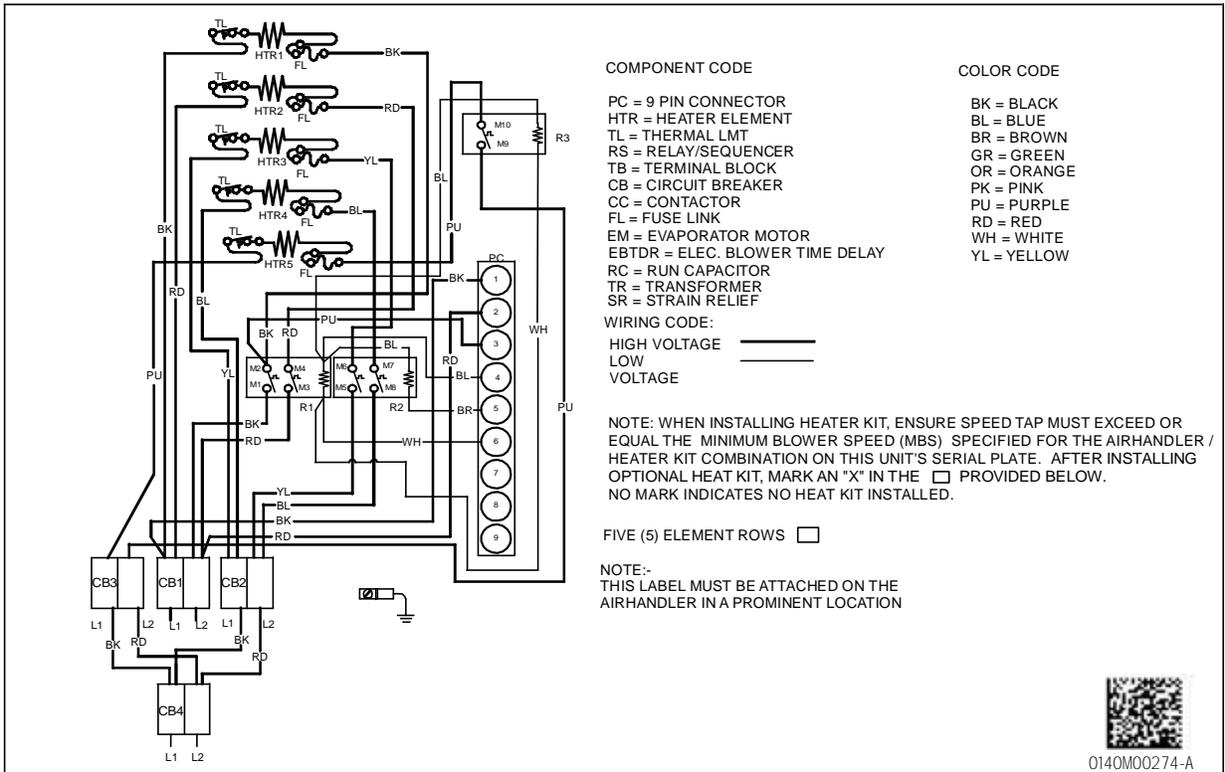 TL
HTR1
FL
BK
TL
HTR2
FL
RD
TL
HTR3
FL
YL
TL
HTR4
FL
BL
TL
HTR5
FL
M10
M9
R3
BL
PU
BK
RD
BL
PU
YL
WH
PU
PC
1
2
3
4
5
6
7
8
9
BK
PU
RD
BL
BL
BR
WH
BK
RD
M2
M4
M1
M3
R1
M6
M7
M5
M8
R2
BK
RD
YL
BL
BK
RD
CB3
CB1
CB2
L1
L2
L1
L2
L1
L2
BK
RD
BK
RD
CB4
L1
L2
COMPONENT CODE
PC = 9 PIN CONNECTOR
HTR = HEATER ELEMENT
TL = THERMAL LMT
RS = RELAY/SEQUENCER
TB = TERMINAL BLOCK
CB = CIRCUIT BREAKER
CC = CONTACTOR
FL = FUSE LINK
EM = EVAPORATOR MOTOR
EBTDR = ELEC. BLOWER TIME DELAY
RC = RUN CAPACITOR
TR = TRANSFORMER
SR = STRAIN RELIEF
COLOR CODE
BK = BLACK
BL = BLUE
BR = BROWN
GR = GREEN
OR = ORANGE
PK = PINK
PU = PURPLE
RD = RED
WH = WHITE
YL = YELLOW
WIRING CODE:
HIGH VOLTAGE
LOW
VOLTAGE
NOTE: WHEN INSTALLING HEATER KIT, ENSURE SPEED TAP MUST EXCEED OR
EQUAL THE MINIMUM BLOWER SPEED (MBS) SPECIFIED FOR THE AIRHANDLER /
HEATER KIT COMBINATION ON THIS UNIT'S SERIAL PLATE. AFTER INSTALLING
OPTIONAL HEAT KIT, MARK AN "X" IN THE □ PROVIDED BELOW.
NO MARK INDICATES NO HEAT KIT INSTALLED.
FIVE (5) ELEMENT ROWS □
NOTE:-
THIS LABEL MUST BE ATTACHED ON THE
AIRHANDLER IN A PROMINENT LOCATION
0140M00274-A